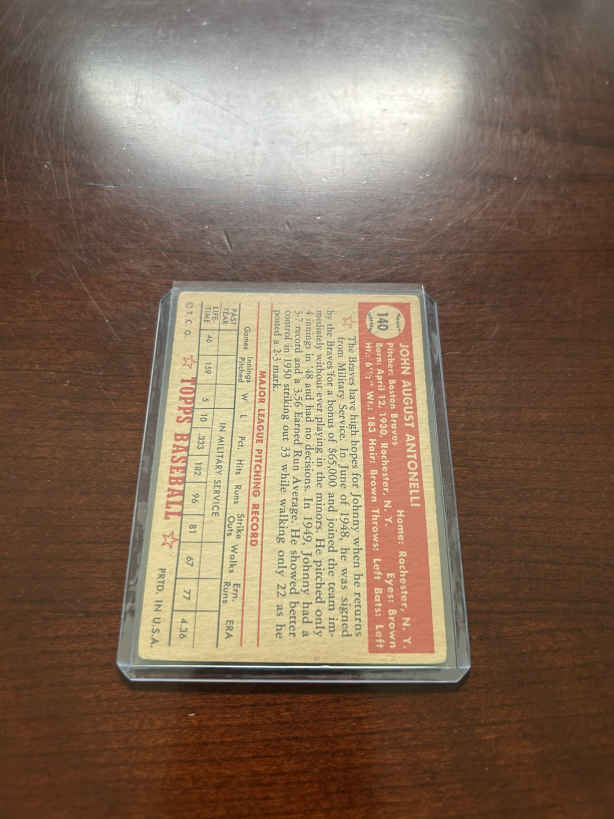 140
JOHN AUGUST ANTONELLI
Pitcher: Boston Braves Home: Rochester, N. Y.
Born: April 12, 1930, Rochester, N. Y. Eyes: Brown
Ht.: 6'1" Wt.: 183 Hair: Brown Throws: Left Bats: Left
The Braves have high hopes for Johnny when he returns
from Military Service. In June of 1948, he was signed
by the Braves for a bonus of $65,000 and joined the team im-
mediately without ever playing in the minors. He pitched only
4 innings in '48 and had no decisions. In 1949, Johnny had a
3-7 record and a 3.56 Earned Run Average. He showed better
control in 1950 striking out 33 while walking only 22 as he
posted a 2-3 mark.
MAJOR LEAGUE PITCHING RECORD
Games Innings Pitched W L Pct. Hits Runs Strike Outs Walks Ern. Runs ERA
PAST YEAR IN MILITARY SERVICE
LIFE-TIME 46 159 5 10 .333 96 81 67 77 4.36
☆ TOPPS BASEBALL ☆
© T. C. G. PRTD. IN U.S.A.